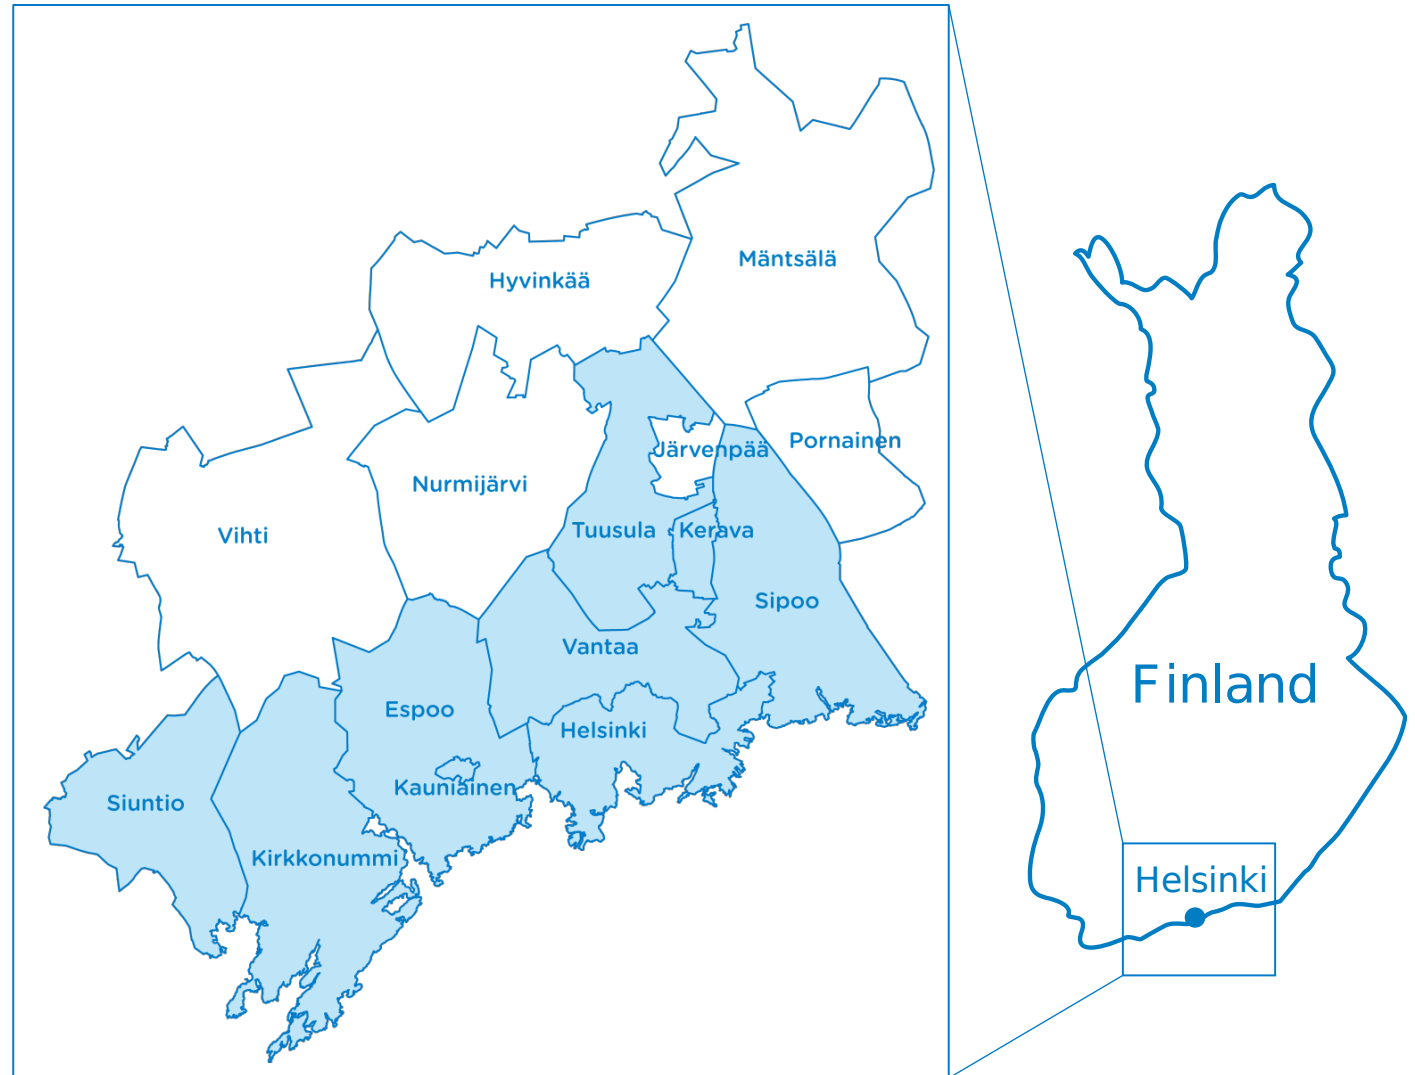 Mäntsälä
Hyvinkää
Pornainen
Järvenpää
Nurmijärvi
Vihti
Tuusula
Kerava
Sipoo
Vantaa
Espoo
Helsinki
Kauniainen
Siuntio
Kirkkonummi
Finland
Helsinki